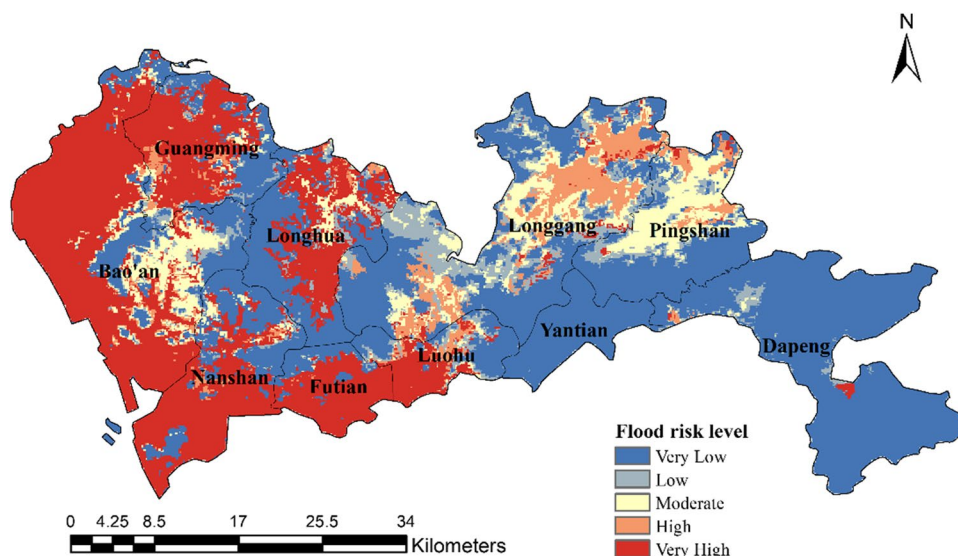 N
Guangming
Longhua
Longgang
Pingshan
Bao'an
Yantian
Dapeng
Luohu
Nanshan
Futian
Flood risk level
Very Low
Low
Moderate
High
Very High
0 4.25 8.5 17 25.5 34
Kilometers